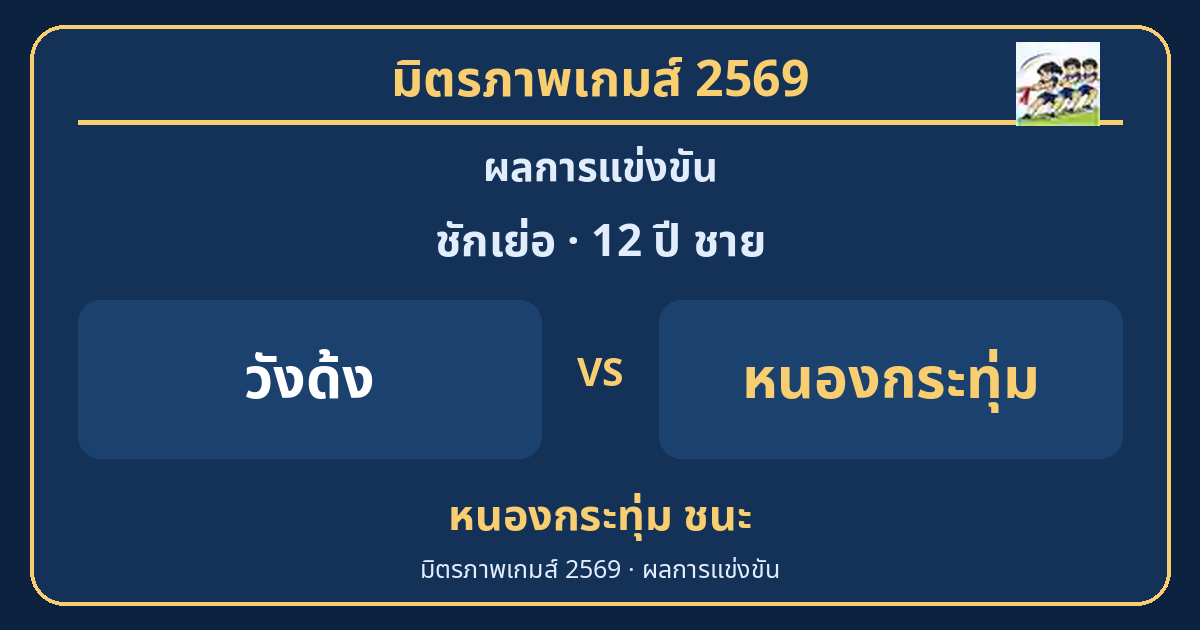 มิตรภาพเกมส์ 2569
ผลการแข่งขัน
ชักเย่อ · 12 ปี ชาย
วังด้ง
VS
หนองกระทุ่ม
หนองกระทุ่ม ชนะ
มิตรภาพเกมส์ 2569 · ผลการแข่งขัน